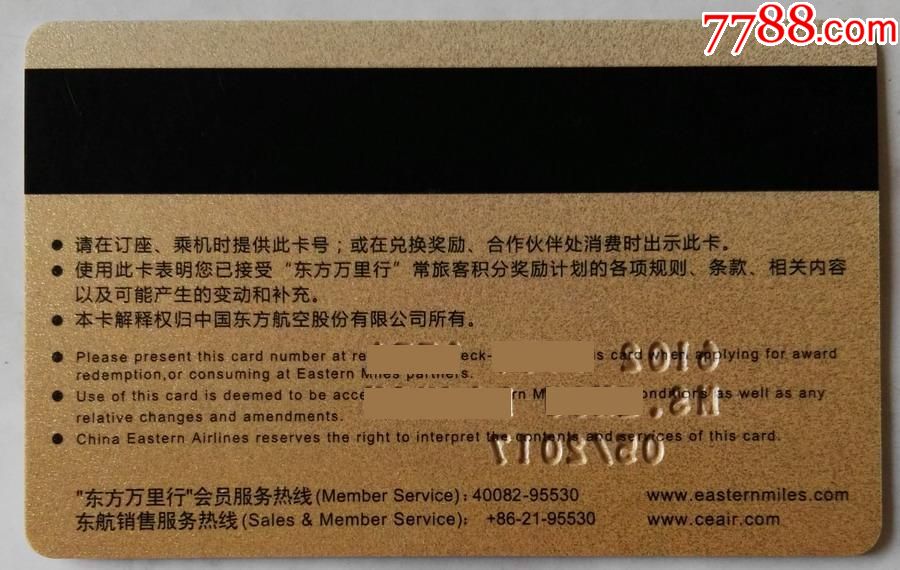 7788.com
● 请在订座、乘机时提供此卡号；或在兑换奖励、合作伙伴处消费时出示此卡。
● 使用此卡表明您已接受“东方万里行”常旅客积分奖励计划的各项规则、条款、相关内容
以及可能产生的变动和补充。
● 本卡解释权归中国东方航空股份有限公司所有。
● Please present this card number at re eck- s card when applying for award
redemption,or consuming at Eastern Miles partners.
● Use of this card is deemed to be acce rn Mi conditions as well as any
relative changes and amendments.
● China Eastern Airlines reserves the right to interpret the contents and services of this card.
6102
MS.
05/2017
"东方万里行"会员服务热线(Member Service): 40082-95530 www.easternmiles.com
东航销售服务热线(Sales & Member Service): +86-21-95530 www.ceair.com